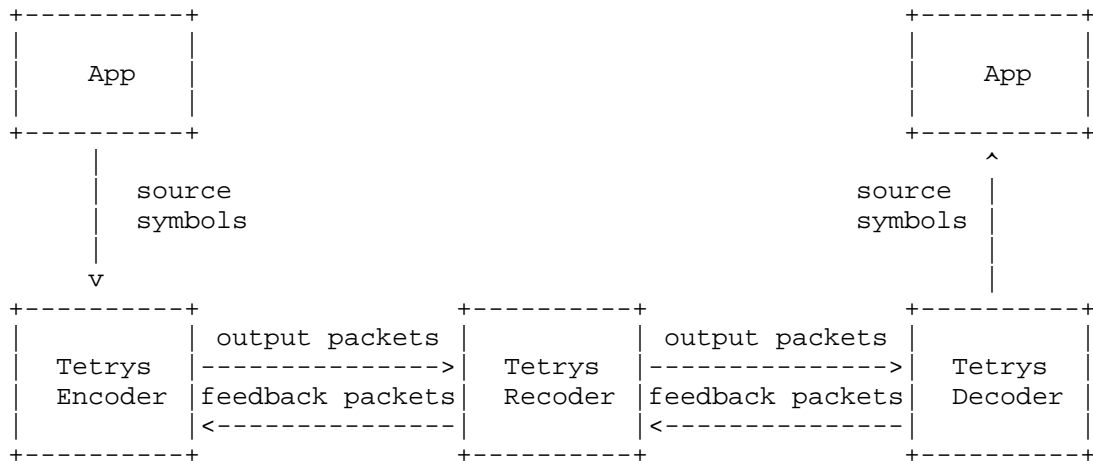 App App
source source
symbols symbols
output packets output packets
Tetrys Tetrys Tetrys
Encoder feedback packets Recoder feedback packets Decoder